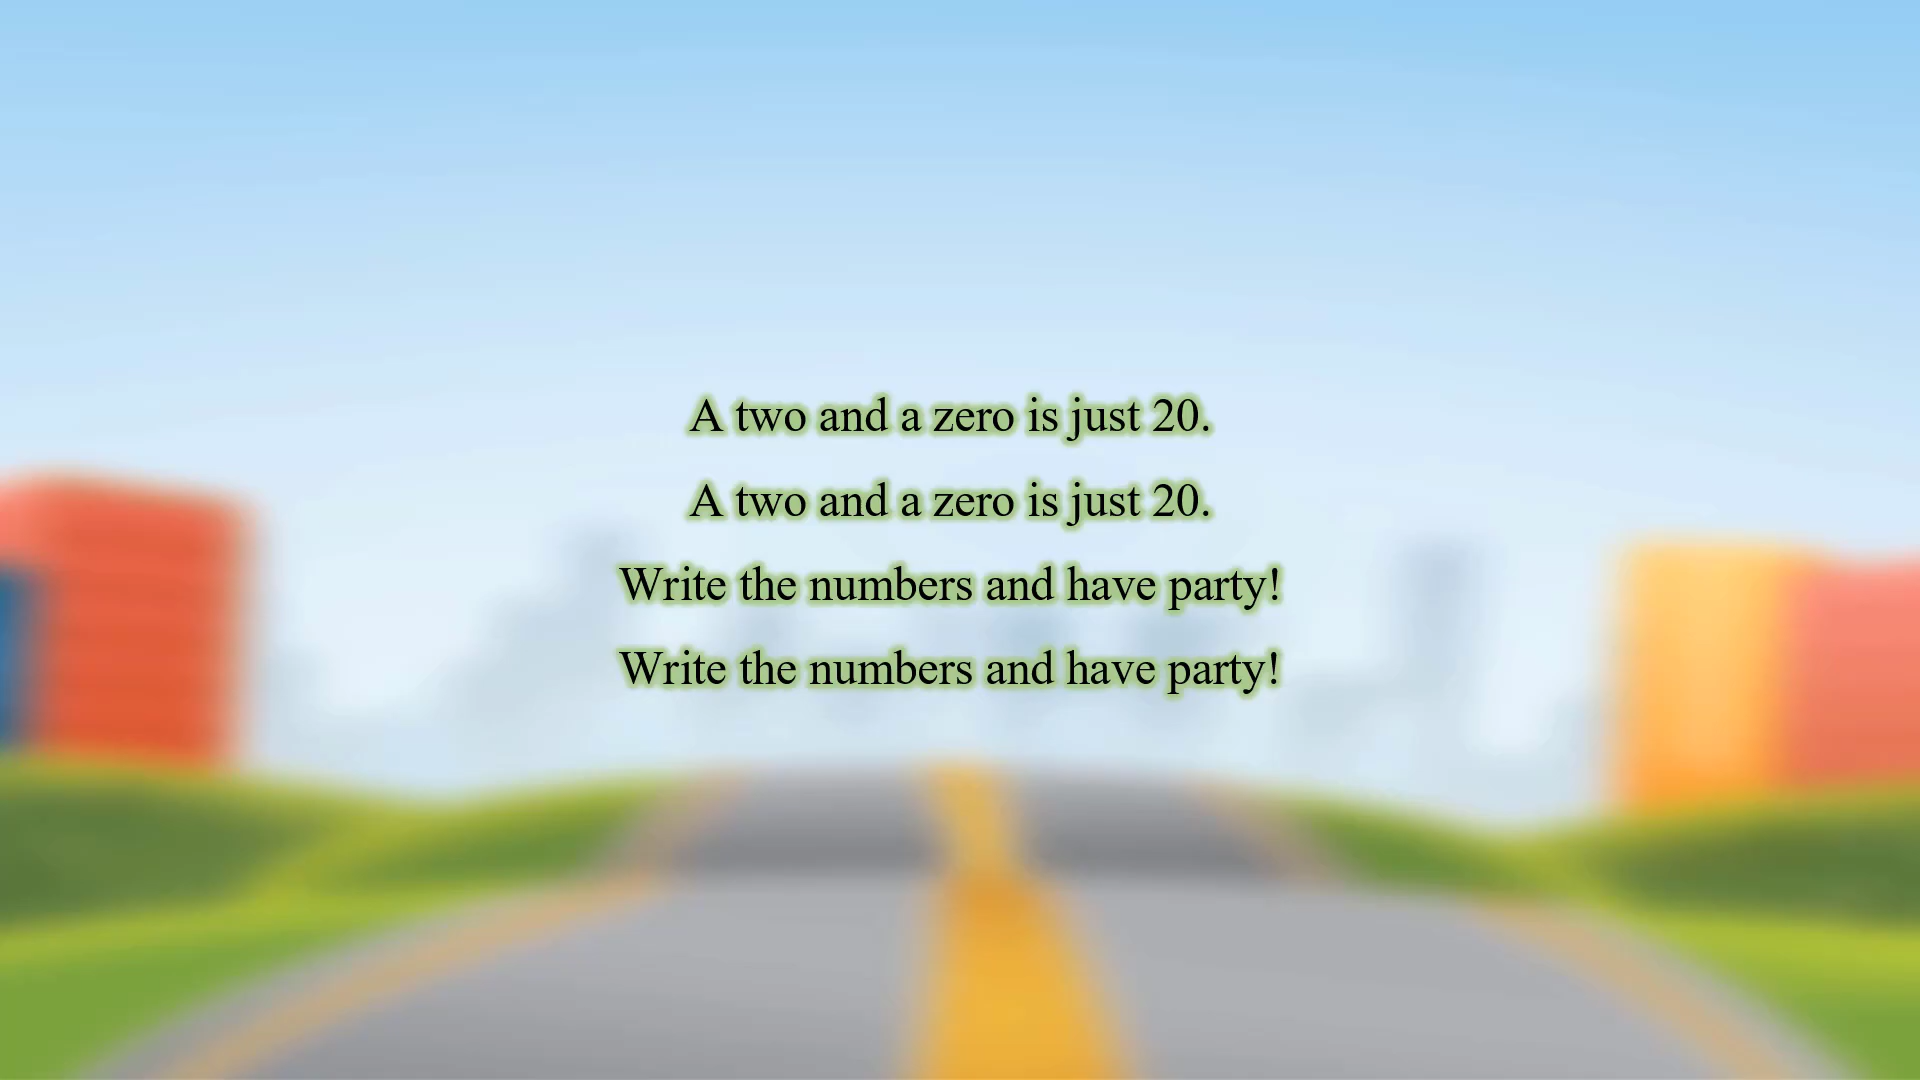 A two and a zero is just 20.
A two and a zero is just 20.
Write the numbers and have party!
Write the numbers and have party!